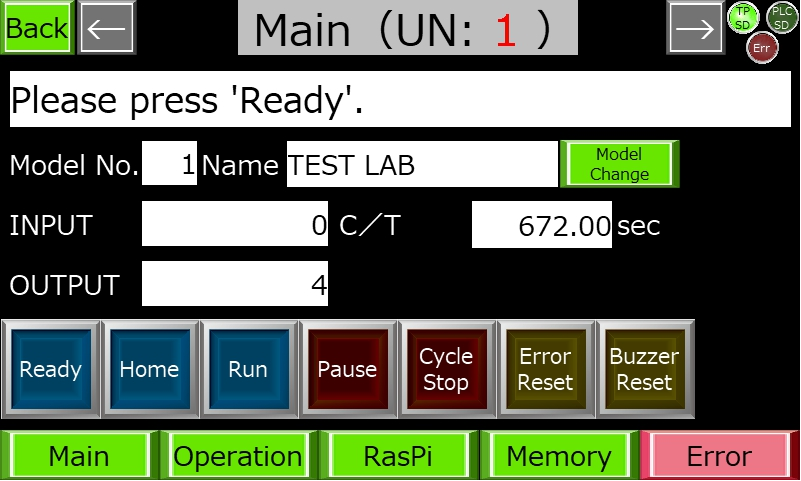 Back ← Main（UN: 1 ） → TP SD PLC SD
Err
Please press 'Ready'.
Model No. 1 Name TEST LAB Model Change
INPUT 0 C／T 672.00 sec
OUTPUT 4
Ready Home Run Pause Cycle Stop Error Reset Buzzer Reset
Main Operation RasPi Memory Error